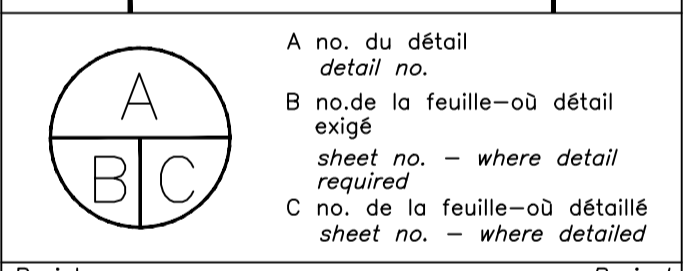 A
B C
A no. du détail
detail no.
B no.de la feuille–où détail
exigé
sheet no. – where detail
required
C no. de la feuille–où détaillé
sheet no. – where detailed